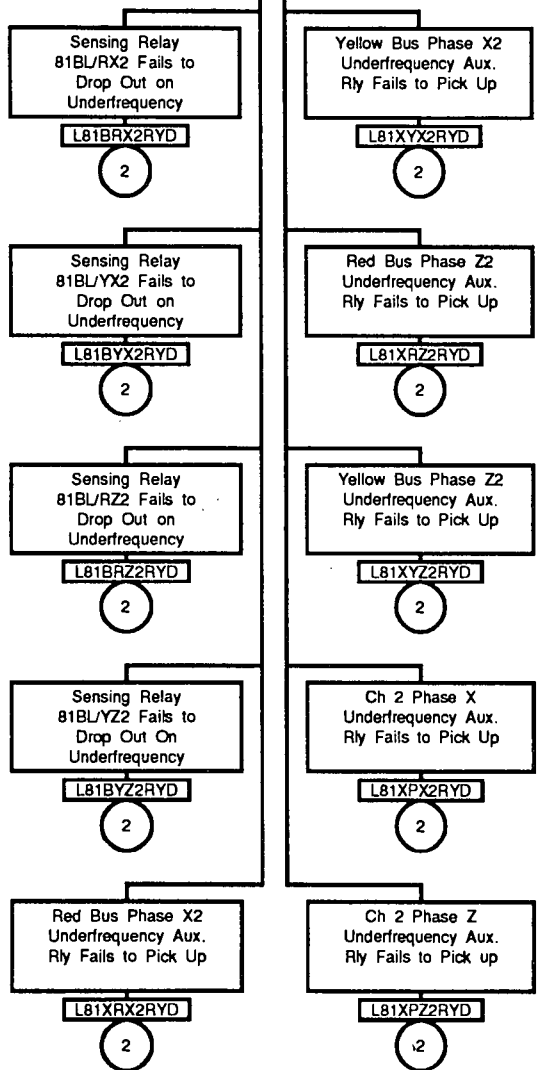 Sensing Relay
81BL/RX2 Fails to
Drop Out on
Underfrequency
L81BRX2RYD
2
Yellow Bus Phase X2
Underfrequency Aux.
Rly Fails to Pick Up
L81XYX2RYD
2
Sensing Relay
81BL/YX2 Fails to
Drop Out on
Underfrequency
L81BYX2RYD
2
Red Bus Phase Z2
Underfrequency Aux.
Rly Fails to Pick Up
L81XRZ2RYD
2
Sensing Relay
81BL/RZ2 Fails to
Drop Out on
Underfrequency
L81BRZ2RYD
2
Yellow Bus Phase Z2
Underfrequency Aux.
Rly Fails to Pick Up
L81XYZ2RYD
2
Sensing Relay
81BL/YZ2 Fails to
Drop Out On
Underfrequency
L81BYZ2RYD
2
Ch 2 Phase X
Underfrequency Aux.
Rly Fails to Pick Up
L81XPX2RYD
2
Red Bus Phase X2
Underfrequency Aux.
Rly Fails to Pick Up
L81XRX2RYD
2
Ch 2 Phase Z
Underfrequency Aux.
Rly Fails to Pick up
L81XPZ2RYD
2